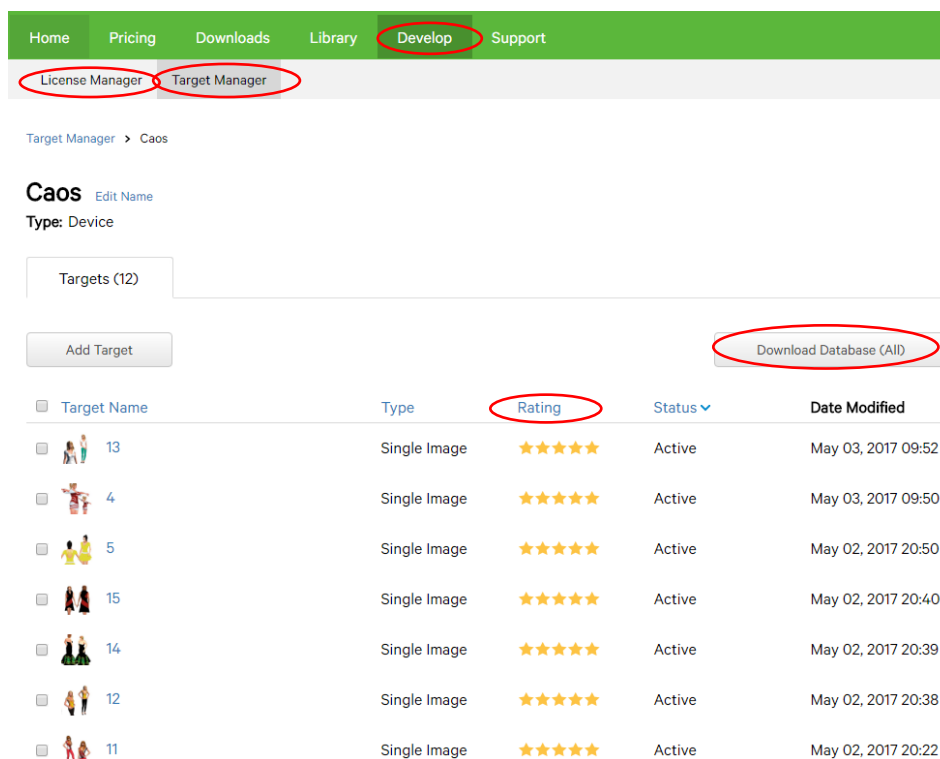 Home Pricing Downloads Library Develop Support
License Manager Target Manager
Target Manager > Caos
Caos Edit Name
Type: Device
Targets (12)
Add Target Download Database (All)
Target Name Type Rating Status Date Modified
13 Single Image Active May 03, 2017 09:52
4 Single Image Active May 03, 2017 09:50
5 Single Image Active May 02, 2017 20:50
15 Single Image Active May 02, 2017 20:40
14 Single Image Active May 02, 2017 20:39
12 Single Image Active May 02, 2017 20:38
11 Single Image Active May 02, 2017 20:22